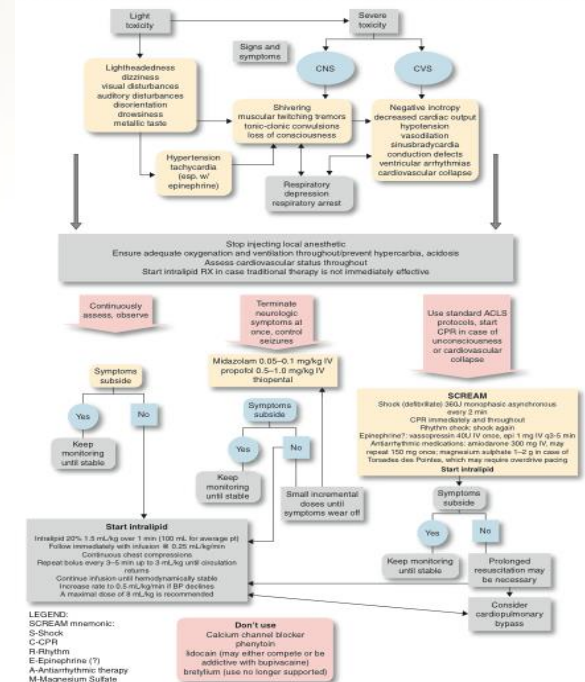 Light
toxicity
Severe
toxicity
Signs and
symptoms
CNS
CVS
Lightheadedness
dizziness
visual disturbances
auditory disturbances
disorientation
drowsiness
metallic taste
Shivering
muscular twitching tremors
tonic-clonic convulsions
loss of consciousness
Negative inotropy
decreased cardiac output
hypotension
vasodilation
sinusbradycardia
conduction defects
ventricular arrhythmias
cardiovascular collapse
Hypertension
tachycardia
(esp. w/
epinephrine)
Respiratory
depression
respiratory arrest
Stop injecting local anesthetic
Ensure adequate oxygenation and ventilation throughout/prevent hypercarbia, acidosis
Assess cardiovascular status throughout
Start intralipid RX in case traditional therapy is not immediately effective
Continuously
assess, observe
Terminate
neurologic
symptoms at
once, control
seizures
Use standard ACLS
protocols, start
CPR in case of
unconsciousness
or cardiovascular
collapse
Midazolam 0.05–0.1 mg/kg IV
propofol 0.5–1.0 mg/kg IV
thiopental
Symptoms
subside
Yes
No
Keep
monitoring
until stable
Symptoms
subside
Yes
No
Keep
monitoring
until stable
Small incremental
doses until
symptoms wear off
SCREAM
Shock (defibrillate) 360J monophasic asynchronous
every 2 min
CPR immediately and throughout
Rhythm check: shock again
Epinephrine?: vassopressin 40U IV once, epi 1 mg IV q3-5 min
Antiarrhythmic medications: amiodarone 300 mg IV, may
repeat 150 mg once; magnesium sulphate 1–2 g in case of
Torsades des Pointes, which may require overdrive pacing
Start intralipid
Symptoms
subside
Yes
No
Keep monitoring
until stable
Prolonged
resuscitation may
be necessary
Consider
cardiopulmonary
bypass
Start intralipid
Intralipid 20% 1.5 mL/kg over 1 min (100 mL for average pt)
Follow immediately with infusion @ 0.25 mL/kg/min
Continuous chest compressions
Repeat bolus every 3–5 min up to 3 mL/kg until circulation
returns
Continue infusion until hemodynamically stable
Increase rate to 0.5 mL/kg/min if BP declines
A maximal dose of 8 mL/kg is recommended
LEGEND:
SCREAM mnemonic:
S-Shock
C-CPR
R-Rhythm
E-Epinephrine (?)
A-Antiarrhythmic therapy
M-Magnesium Sulfate
Don't use
Calcium channel blocker
phenytoin
lidocain (may either compete or be
addictive with bupivacaine)
bretylium (use no longer supported)